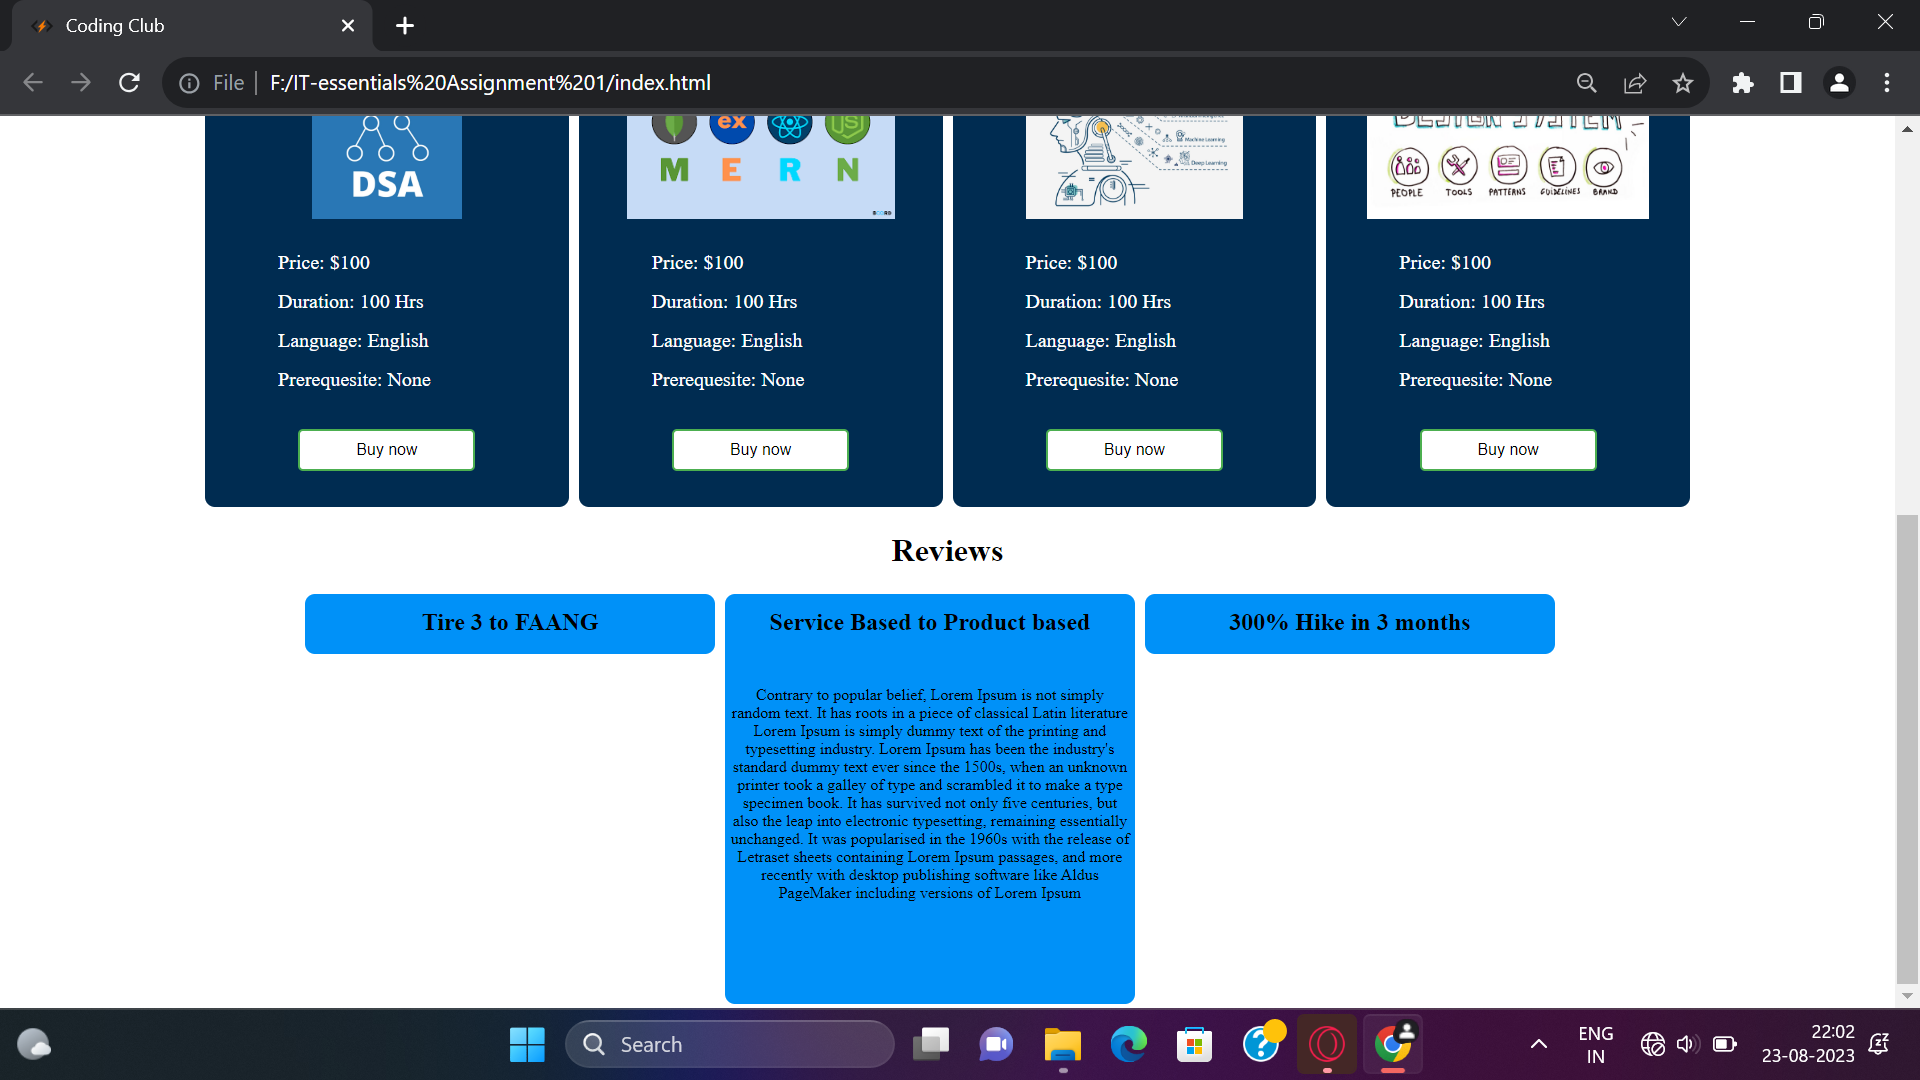 Coding Club
File F:/IT-essentials%20Assignment%201/index.html
DSA
ex
M E R N
Machine Learning
Deep Learning
DESIGN SYSTEM
PEOPLE TOOLS PATTERNS GUIDELINES BRAND
Price: $100 Price: $100 Price: $100 Price: $100
Duration: 100 Hrs Duration: 100 Hrs Duration: 100 Hrs Duration: 100 Hrs
Language: English Language: English Language: English Language: English
Prerequesite: None Prerequesite: None Prerequesite: None Prerequesite: None
Buy now Buy now Buy now Buy now
Reviews
Tire 3 to FAANG
Service Based to Product based
300% Hike in 3 months
Contrary to popular belief, Lorem Ipsum is not simply
random text. It has roots in a piece of classical Latin literature
Lorem Ipsum is simply dummy text of the printing and
typesetting industry. Lorem Ipsum has been the industry's
standard dummy text ever since the 1500s, when an unknown
printer took a galley of type and scrambled it to make a type
specimen book. It has survived not only five centuries, but
also the leap into electronic typesetting, remaining essentially
unchanged. It was popularised in the 1960s with the release of
Letraset sheets containing Lorem Ipsum passages, and more
recently with desktop publishing software like Aldus
PageMaker including versions of Lorem Ipsum
Search
ENG
IN
22:02
23-08-2023